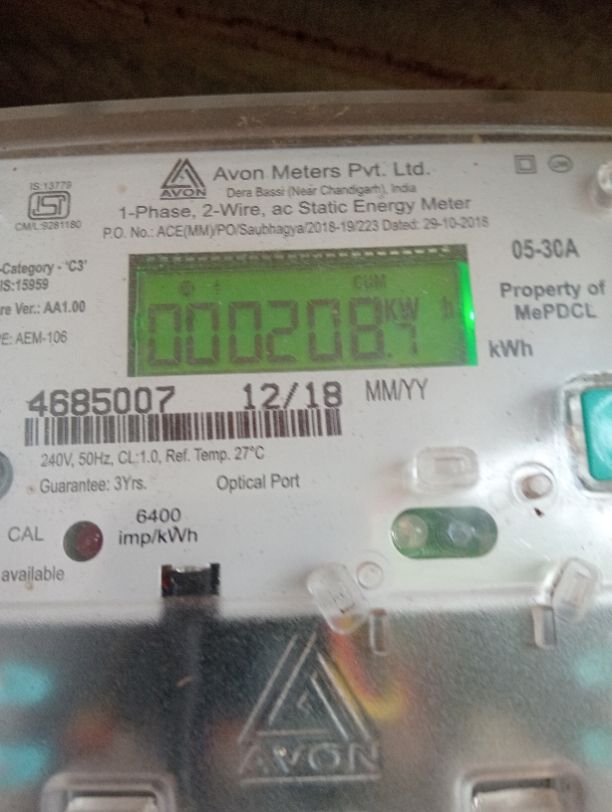 IS:13779
ISI
CM/L:9281180
AVON
Avon Meters Pvt. Ltd.
Dera Bassi (Near Chandigarh), India
1-Phase, 2-Wire, ac Static Energy Meter
P.O. No.: ACE(MM)/PO/Saubhagya/2018-19/223 Dated: 29-10-2018
-Category - 'C3'
IS:15959
re Ver.: AA1.00
E: AEM-106
CUM
000208.7 KW h
05-30A
Property of
MePDCL
kWh
4685007 12/18 MM/YY
240V, 50Hz, CL:1.0, Ref. Temp. 27°C
Guarantee: 3Yrs.
Optical Port
CAL
6400
imp/kWh
available
AVON